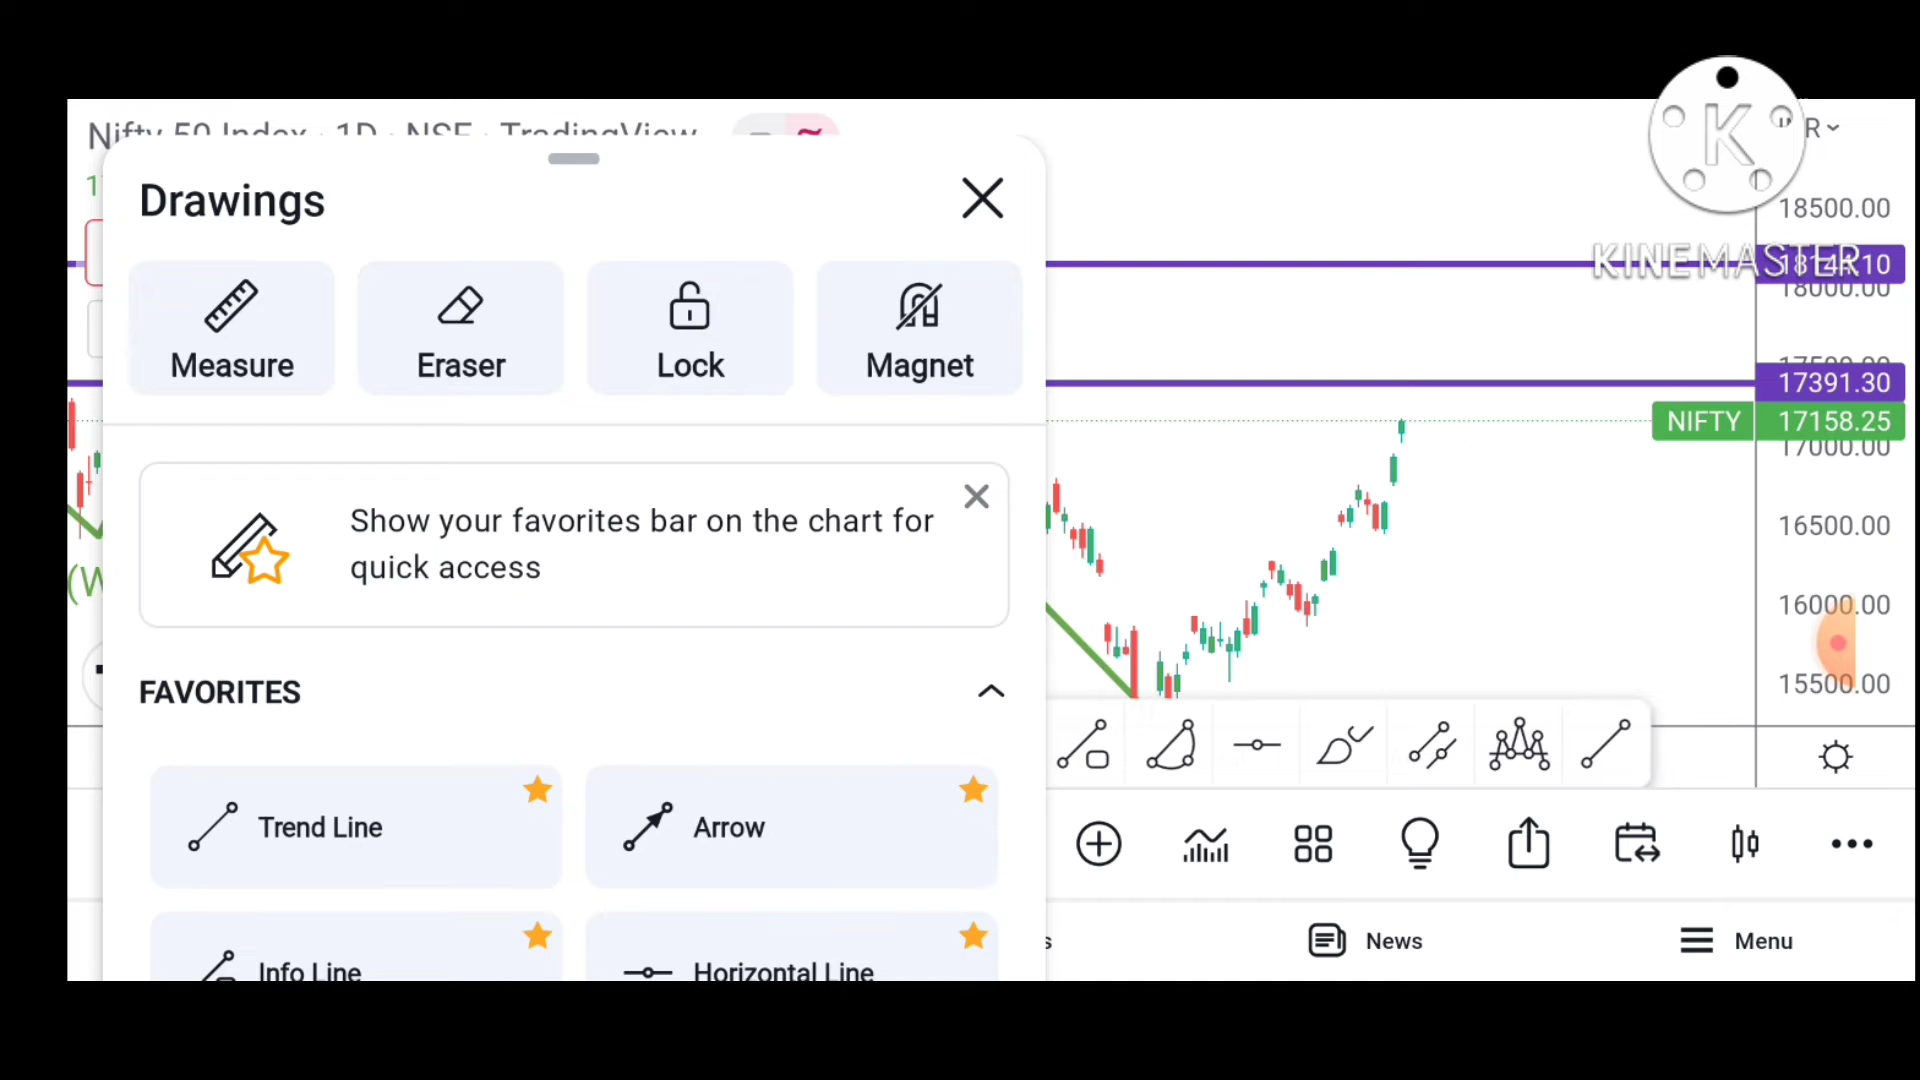 Nifty 50 Index · 1D · NSE · TradingView
Drawings
Measure
Eraser
Lock
Magnet
Show your favorites bar on the chart for
quick access
FAVORITES
Trend Line
Arrow
Info Line
Horizontal Line
K
KINEMASTER
18500.00
18000.00
17391.30
NIFTY 17158.25
17000.00
16500.00
16000.00
15500.00
News
Menu